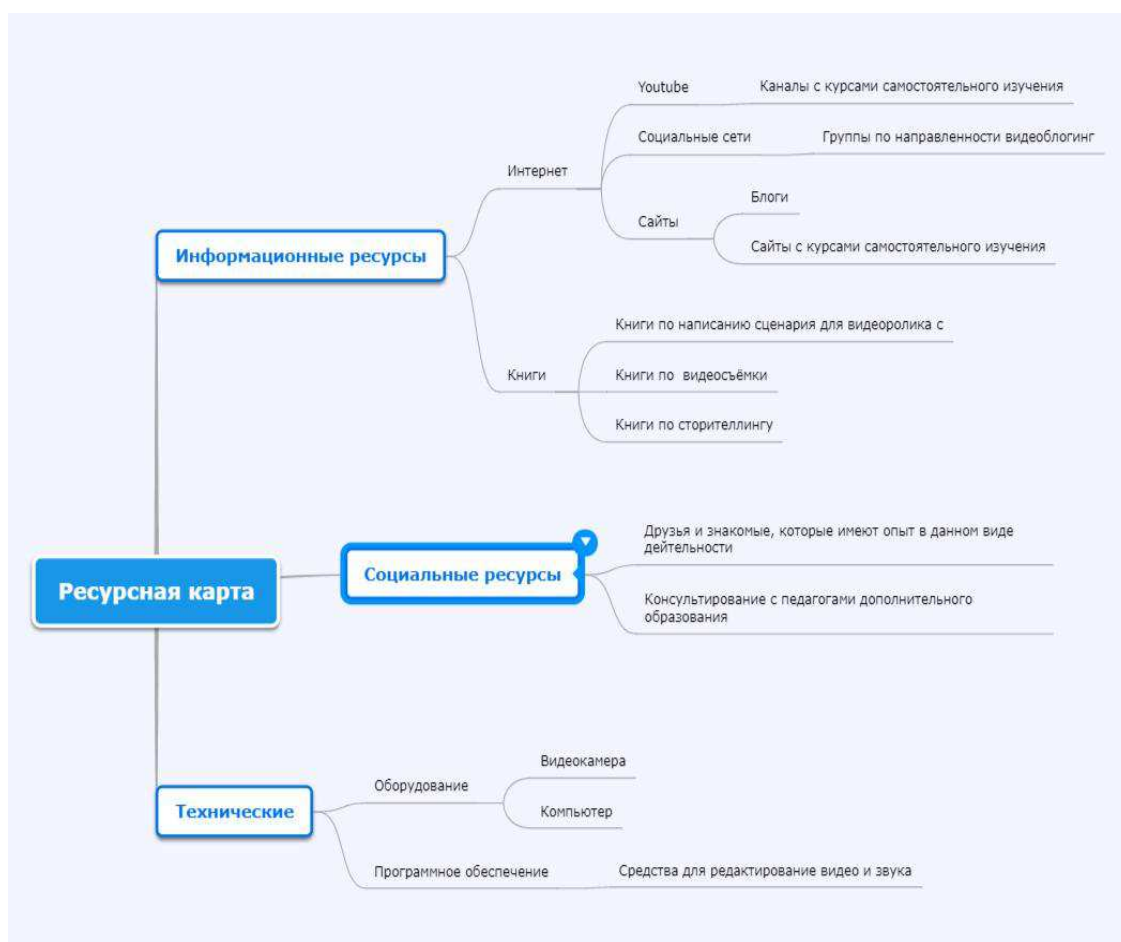 Youtube
Каналы с курсами самостоятельного изучения
Социальные сети
Группы по направленности видеоблогинг
Интернет
Блоги
Сайты
Сайты с курсами самостоятельного изучения
Информационные ресурсы
Книги по написанию сценария для видеоролика с
Книги
Книги по видеосъёмки
Книги по сторителлингу
Друзья и знакомые, которые имеют опыт в данном виде
дейтельности
Социальные ресурсы
Ресурсная карта
Консультирование с педагогами дополнительного
образования
Видеокамера
Оборудование
Компьютер
Технические
Программное обеспечение
Средства для редактирование видео и звука